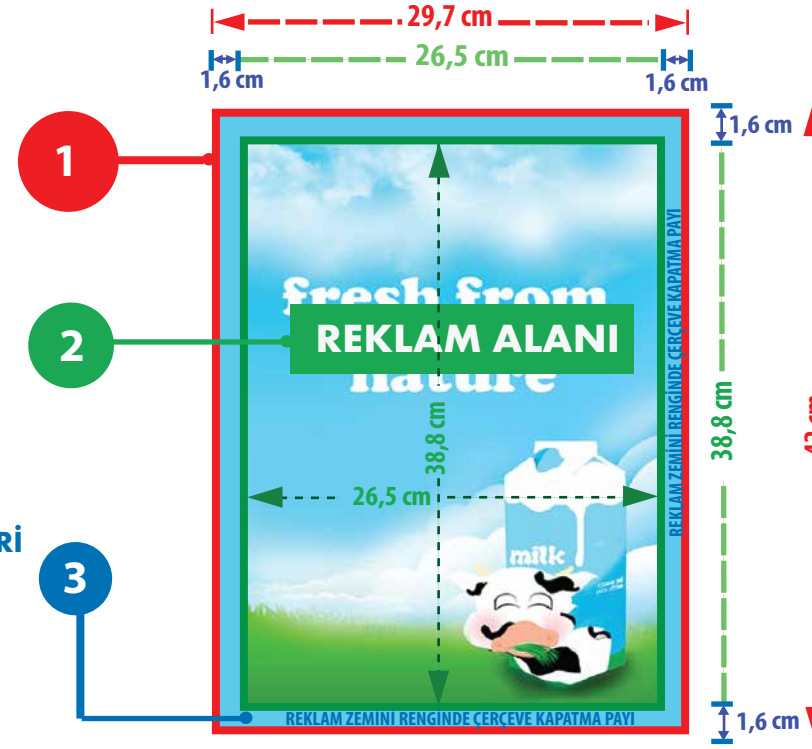 29,7 cm
26,5 cm
1,6 cm
1,6 cm
1,6 cm
1
fresh from
REKLAM ALANI
nature
2
38,8 cm
26,5 cm
REKLAM ZEMİNİ RENGİNDE ÇERÇEVE KAPATMA PAYI
38,8 cm
milk
Rİ
3
REKLAM ZEMİNİ RENGİNDE ÇERÇEVE KAPATMA PAYI
1,6 cm